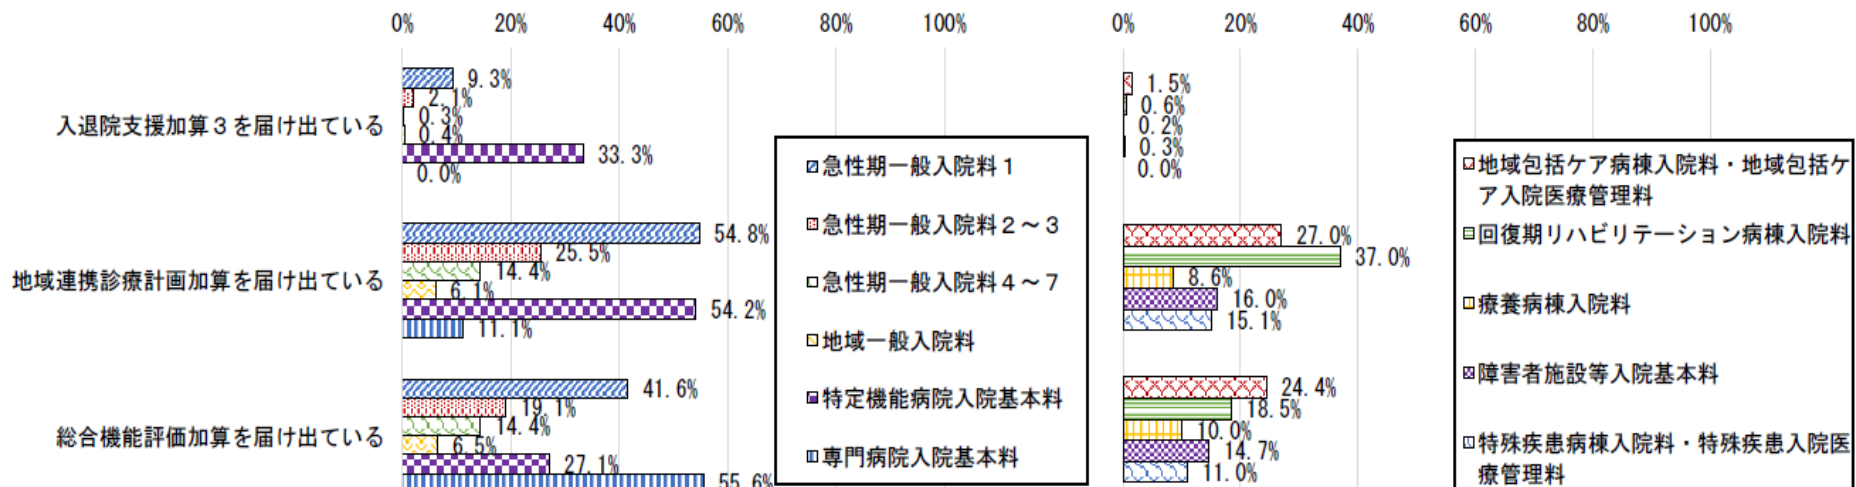 0%
20%
40%
60%
80%
100%
0%
20%
40%
60%
80%
100%
入退院支援加算3を届け出ている
9.3%
2.1%
0.3%
0.4%
33.3%
0.0%
1.5%
0.6%
0.2%
0.3%
0.0%
地域連携診療計画加算を届け出ている
54.8%
25.5%
14.4%
6.1%
54.2%
11.1%
27.0%
37.0%
8.6%
16.0%
15.1%
総合機能評価加算を届け出ている
41.6%
19.1%
14.4%
6.5%
27.1%
55.6%
24.4%
18.5%
10.0%
14.7%
11.0%
急性期一般入院料1
急性期一般入院料2~3
急性期一般入院料4~7
地域一般入院料
特定機能病院入院基本料
専門病院入院基本料
地域包括ケア病棟入院料・地域包括ケ
ア入院医療管理料
回復期リハビリテーション病棟入院料
療養病棟入院料
障害者施設等入院基本料
特殊疾患病棟入院料・特殊疾患入院医
療管理料